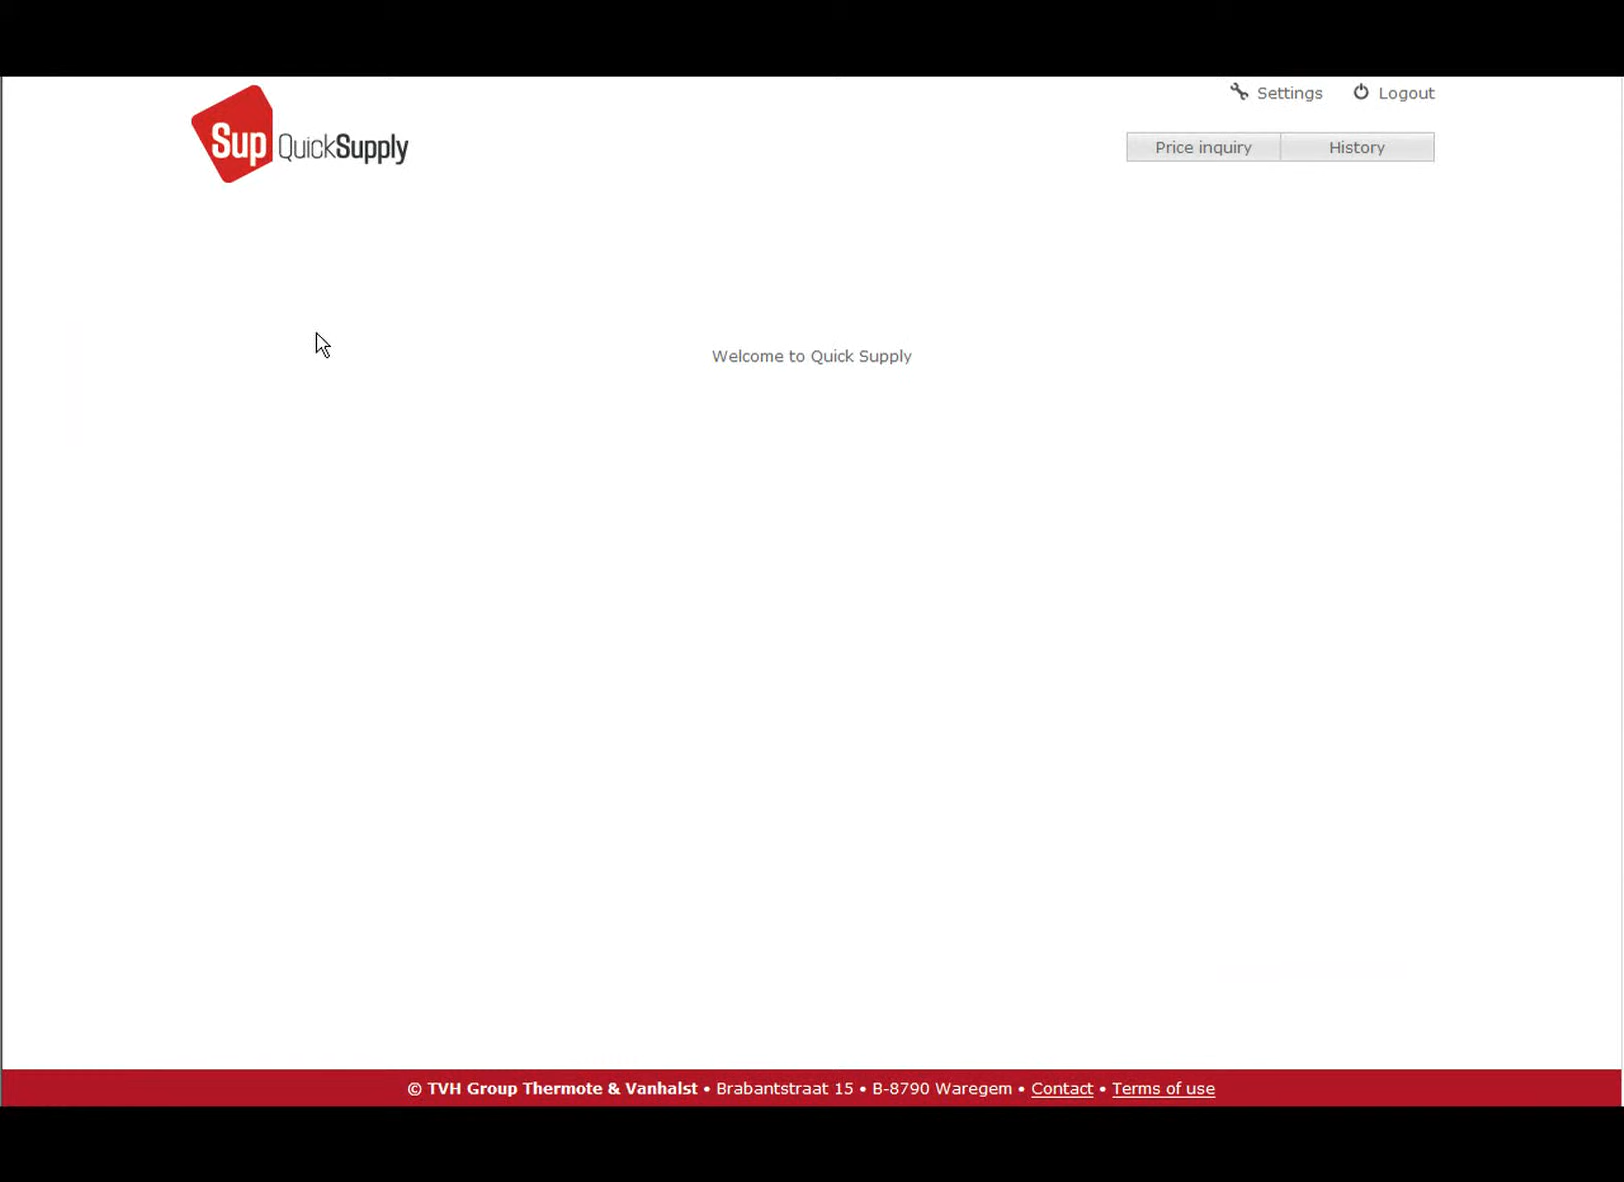 Settings Logout
Sup QuickSupply
Price inquiry History
Welcome to Quick Supply
© TVH Group Thermote & Vanhalst • Brabantstraat 15 • B-8790 Waregem • Contact • Terms of use